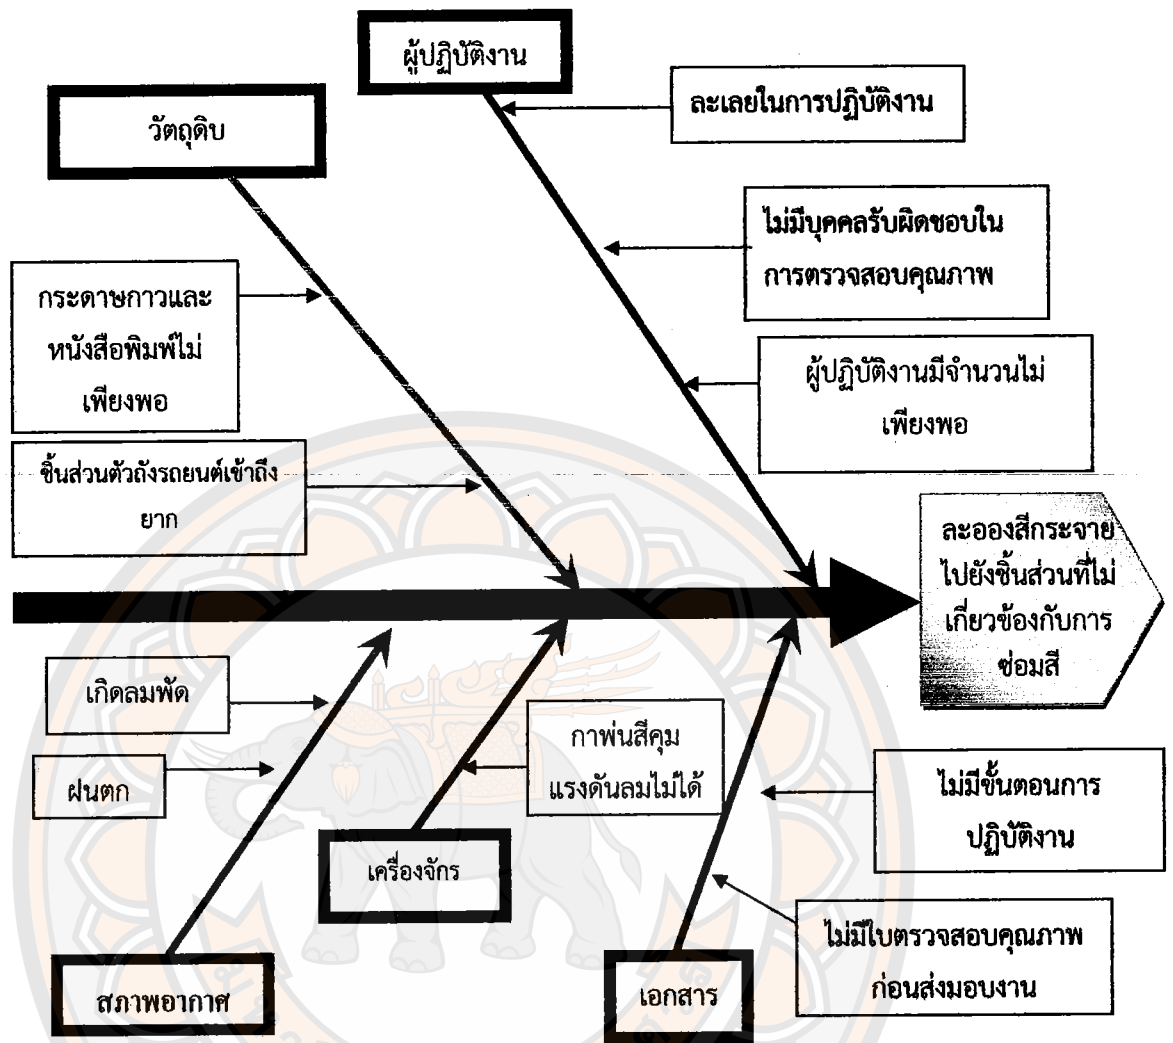 ผู้ปฏิบัติงาน
วัตถุดิบ
ละเลยในการปฏิบัติงาน
ไม่มีบุคคลรับผิดชอบใน
การตรวจสอบคุณภาพ
กระดาษกาวและ
หนังสือพิมพ์ไม่
เพียงพอ
ผู้ปฏิบัติงานมีจำนวนไม่
เพียงพอ
ชิ้นส่วนตัวถังรถยนต์เข้าถึง
ยาก
ละอองสีกระจาย
ไปยังชิ้นส่วนที่ไม่
เกี่ยวข้องกับการ
ซ่อมสี
เกิดลมพัด
ฝนตก
กาพ่นสีคุม
แรงดันลมไม่ได้
ไม่มีขั้นตอนการ
ปฏิบัติงาน
เครื่องจักร
ไม่มีใบตรวจสอบคุณภาพ
ก่อนส่งมอบงาน
สภาพอากาศ
เอกสาร